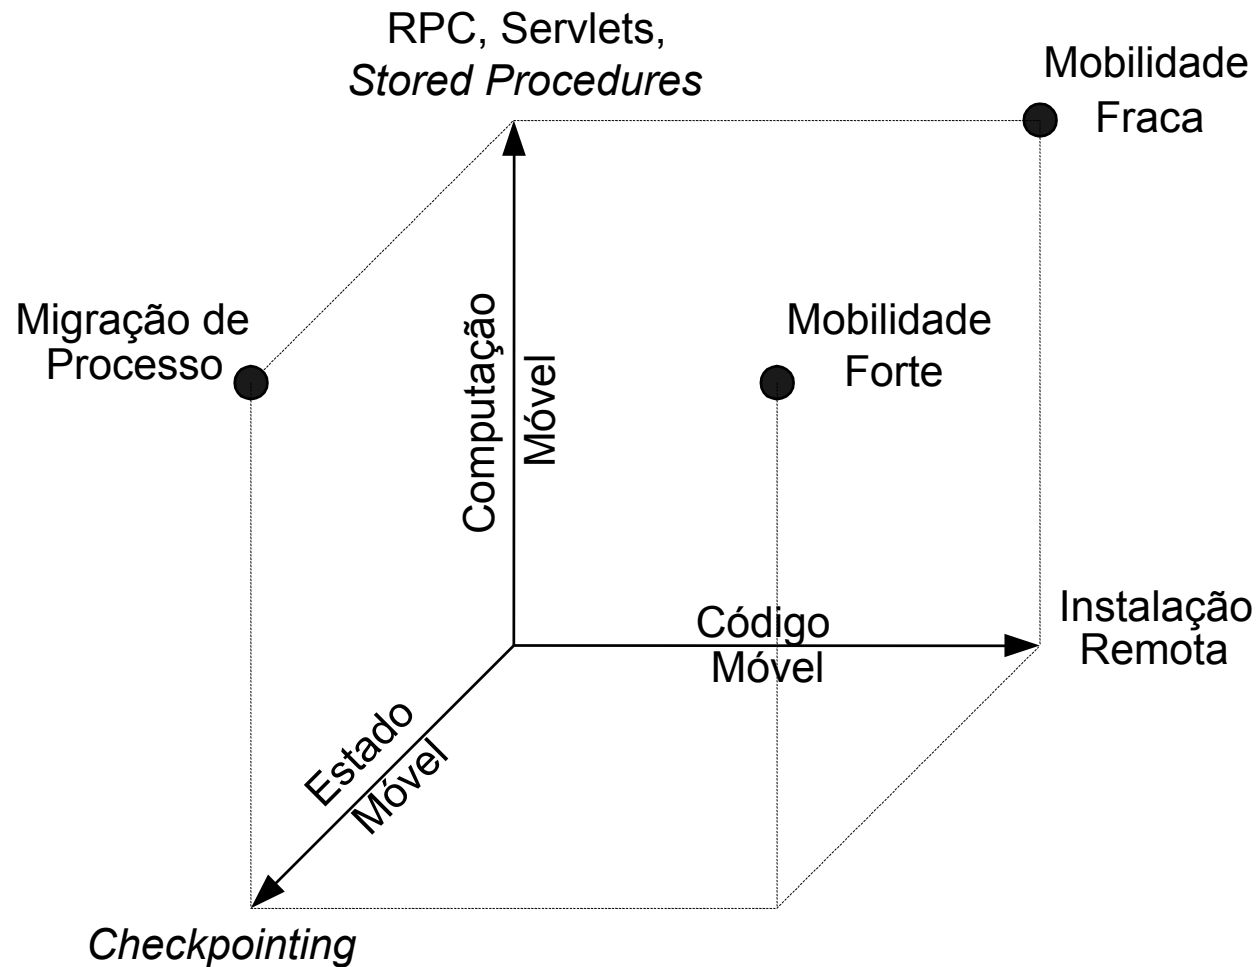 RPC, Servlets,
Stored Procedures
Mobilidade
Fraca
Migração de
Processo
Mobilidade
Forte
Computação
Móvel
Código
Móvel
Instalação
Remota
Estado
Móvel
Checkpointing